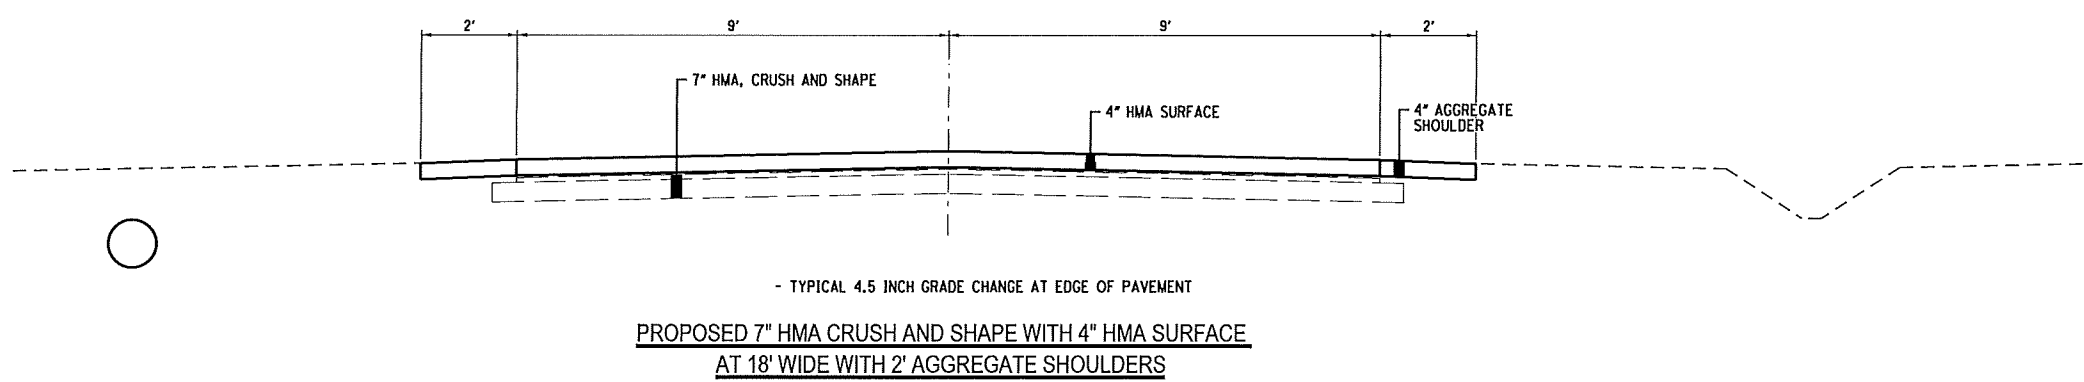 2' 9' 9' 2'
7" HMA, CRUSH AND SHAPE
4" HMA SURFACE
4" AGGREGATE
SHOULDER
- TYPICAL 4.5 INCH GRADE CHANGE AT EDGE OF PAVEMENT
PROPOSED 7" HMA CRUSH AND SHAPE WITH 4" HMA SURFACE
AT 18' WIDE WITH 2' AGGREGATE SHOULDERS